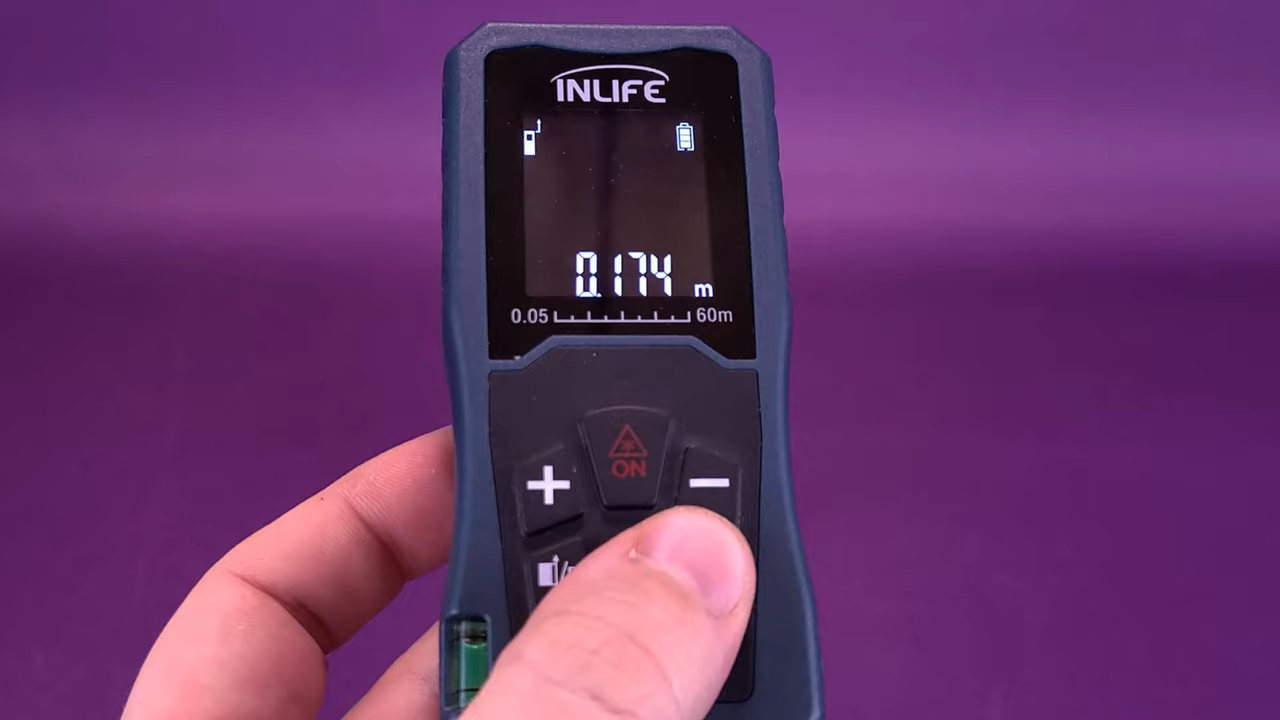 INLIFE
0.174 m
0.05 60m
ON
+ −